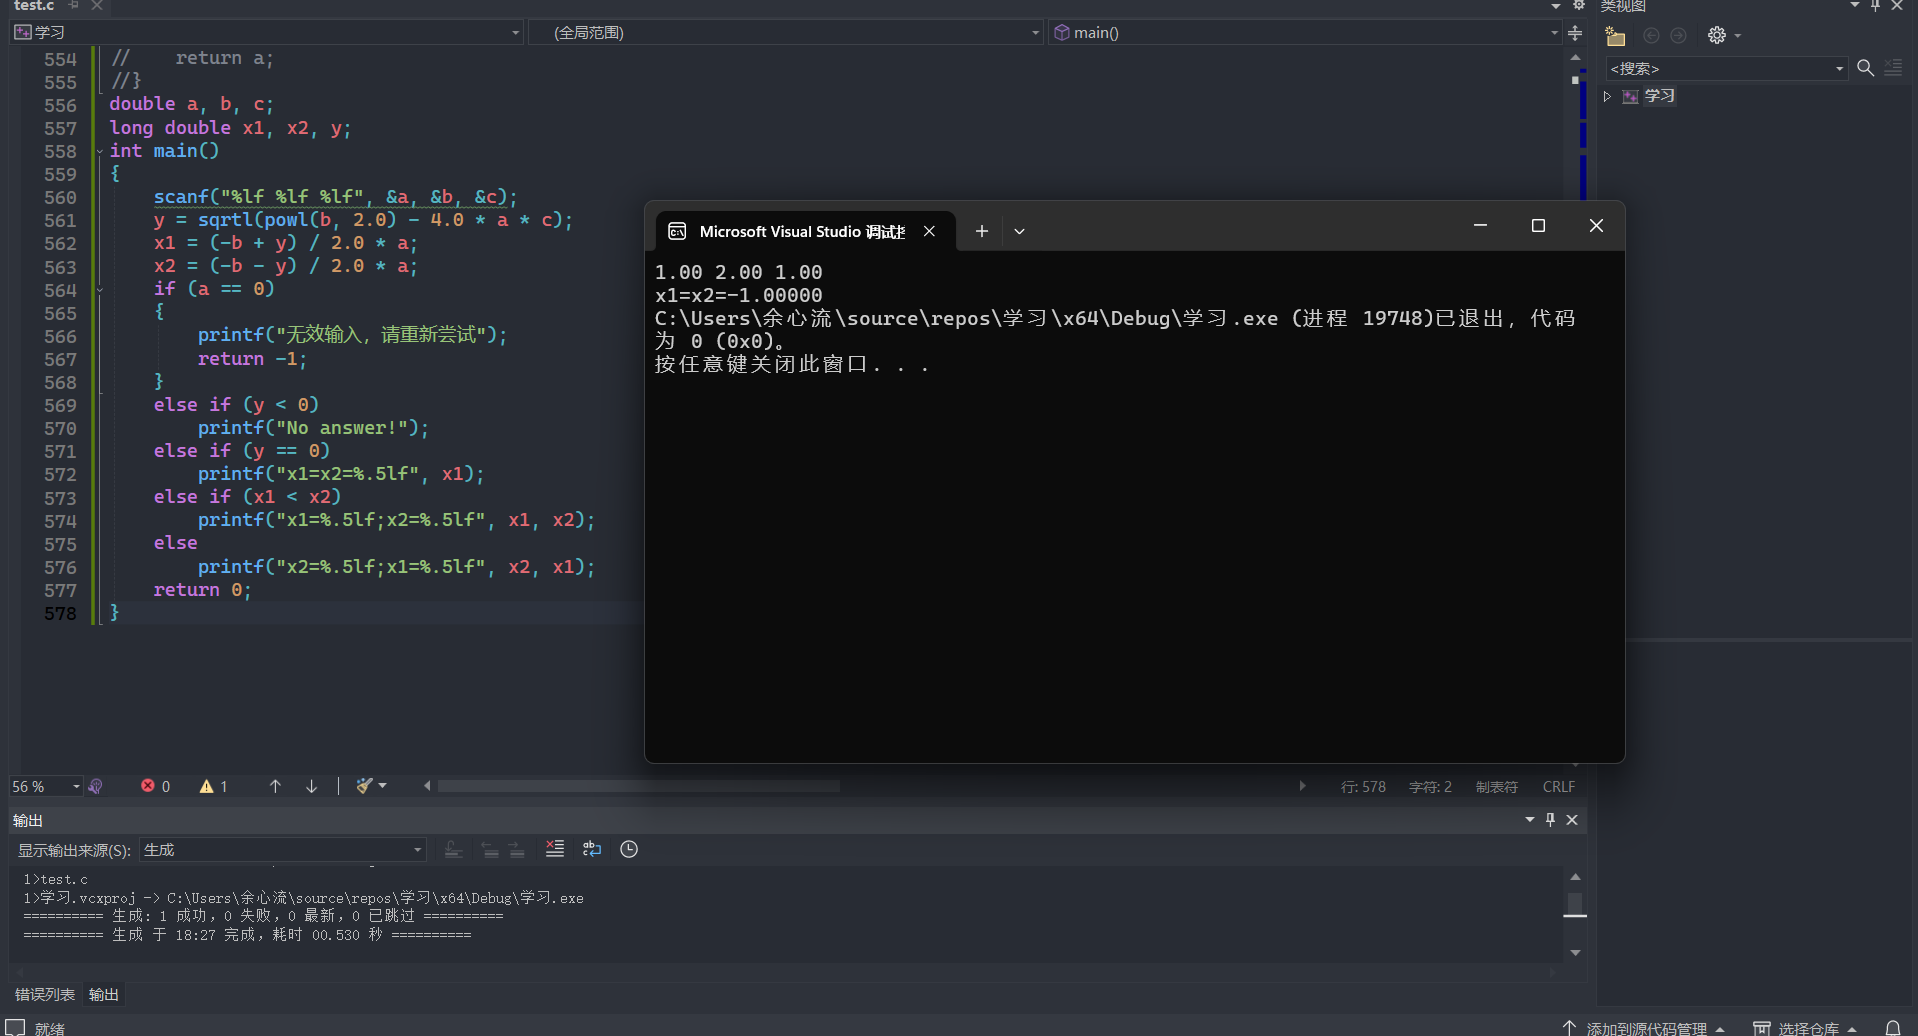 test.c
学习
(全局范围)
main()
类视图
<搜索>
学习
554 //    return a;
555 //}
556 double a, b, c;
557 long double x1, x2, y;
558 int main()
559 {
560     scanf("%lf %lf %lf", &a, &b, &c);
561     y = sqrtl(powl(b, 2.0) - 4.0 * a * c);
562     x1 = (-b + y) / 2.0 * a;
563     x2 = (-b - y) / 2.0 * a;
564     if (a == 0)
565     {
566         printf("无效输入，请重新尝试");
567         return -1;
568     }
569     else if (y < 0)
570         printf("No answer!");
571     else if (y == 0)
572         printf("x1=x2=%.5lf", x1);
573     else if (x1 < x2)
574         printf("x1=%.5lf;x2=%.5lf", x1, x2);
575     else
576         printf("x2=%.5lf;x1=%.5lf", x2, x1);
577     return 0;
578 }
Microsoft Visual Studio 调试
1.00 2.00 1.00
x1=x2=-1.00000
C:\Users\余心流\source\repos\学习\x64\Debug\学习.exe (进程 19748)已退出，代码
为 0 (0x0)。
按任意键关闭此窗口. . .
56 %
0
1
行: 578
字符: 2
制表符
CRLF
输出
显示输出来源(S):
生成
1>test.c
1>学习.vcxproj -> C:\Users\余心流\source\repos\学习\x64\Debug\学习.exe
========== 生成: 1 成功，0 失败，0 最新，0 已跳过 ==========
========== 生成 于 18:27 完成，耗时 00.530 秒 ==========
错误列表
输出
就绪
添加到源代码管理
选择仓库